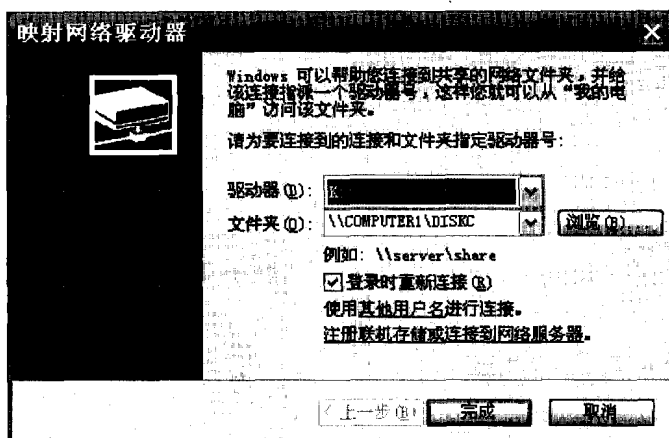 映射网络驱动器
Windows 可以帮助您连接到共享的网络文件夹，并给
该连接指派一个驱动器号，这样您就可以从“我的电
脑”访问该文件夹。
请为要连接到的连接和文件夹指定驱动器号:
驱动器(D):
文件夹(O): \\COMPUTER1\DISKC 浏览(B)...
例如: \\server\share
登录时重新连接(R)
使用其他用户名进行连接。
注册联机存储或连接到网络服务器。
< 上一步(B) 完成 取消